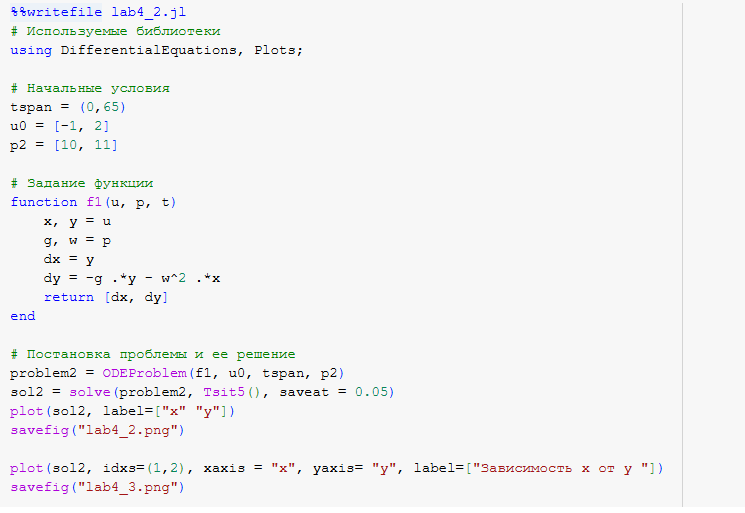 %%writefile lab4_2.jl
# Используемые библиотеки
using DifferentialEquations, Plots;
# Начальные условия
tspan = (0,65)
u0 = [-1, 2]
p2 = [10, 11]
# Задание функции
function f1(u, p, t)
    x, y = u
    g, w = p
    dx = y
    dy = -g .*y - w^2 .*x
    return [dx, dy]
end
# Постановка проблемы и ее решение
problem2 = ODEProblem(f1, u0, tspan, p2)
sol2 = solve(problem2, Tsit5(), saveat = 0.05)
plot(sol2, label=["x" "y"])
savefig("lab4_2.png")
plot(sol2, idxs=(1,2), xaxis = "x", yaxis= "y", label=["Зависимость x от y "])
savefig("lab4_3.png")